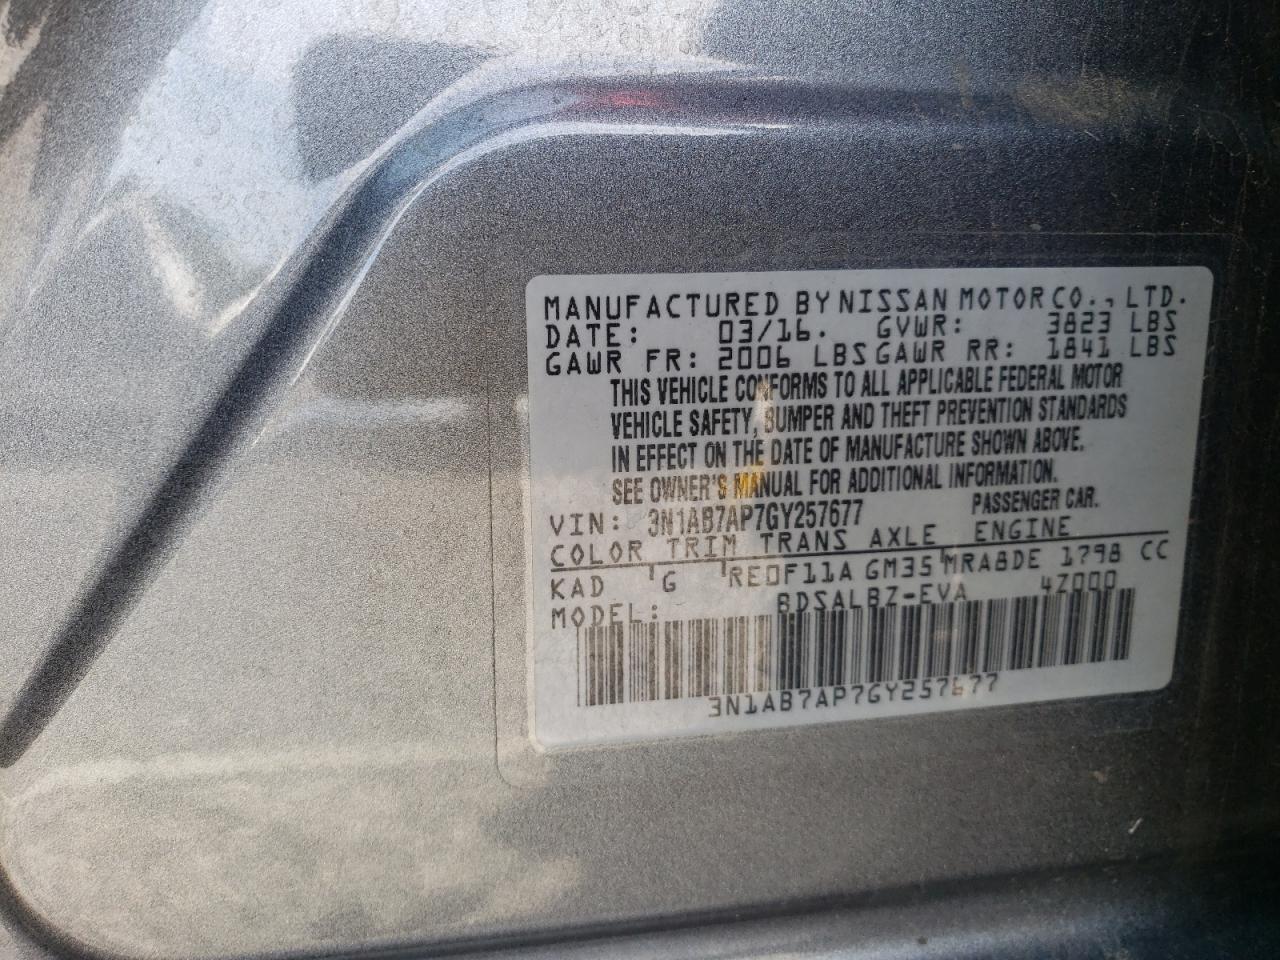 MANUFACTURED BY NISSAN MOTOR CO., LTD.
DATE: 03/16. GVWR: 3823 LBS
GAWR FR: 2006 LBS GAWR RR: 1841 LBS
THIS VEHICLE CONFORMS TO ALL APPLICABLE FEDERAL MOTOR
VEHICLE SAFETY, BUMPER AND THEFT PREVENTION STANDARDS
IN EFFECT ON THE DATE OF MANUFACTURE SHOWN ABOVE.
SEE OWNER'S MANUAL FOR ADDITIONAL INFORMATION.
VIN: 3N1AB7AP7GY257677 PASSENGER CAR.
COLOR TRIM TRANS AXLE ENGINE
KAD G RE0F11A GM35 MRA8DE 1798 CC
MODEL: BDSALBZ-EVA 4Z000
3N1AB7AP7GY257677